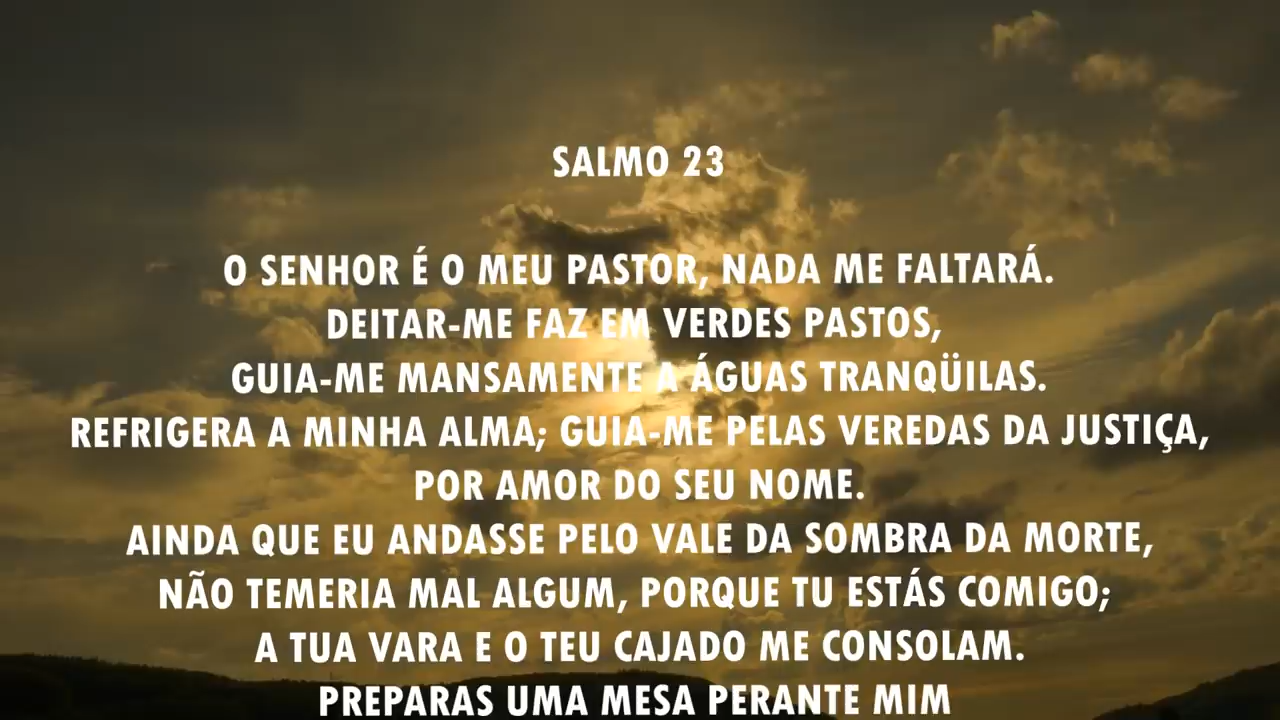 SALMO 23
O SENHOR É O MEU PASTOR, NADA ME FALTARÁ.
DEITAR-ME FAZ EM VERDES PASTOS,
GUIA-ME MANSAMENTE A ÁGUAS TRANQÜILAS.
REFRIGERA A MINHA ALMA; GUIA-ME PELAS VEREDAS DA JUSTIÇA,
POR AMOR DO SEU NOME.
AINDA QUE EU ANDASSE PELO VALE DA SOMBRA DA MORTE,
NÃO TEMERIA MAL ALGUM, PORQUE TU ESTÁS COMIGO;
A TUA VARA E O TEU CAJADO ME CONSOLAM.
PREPARAS UMA MESA PERANTE MIM